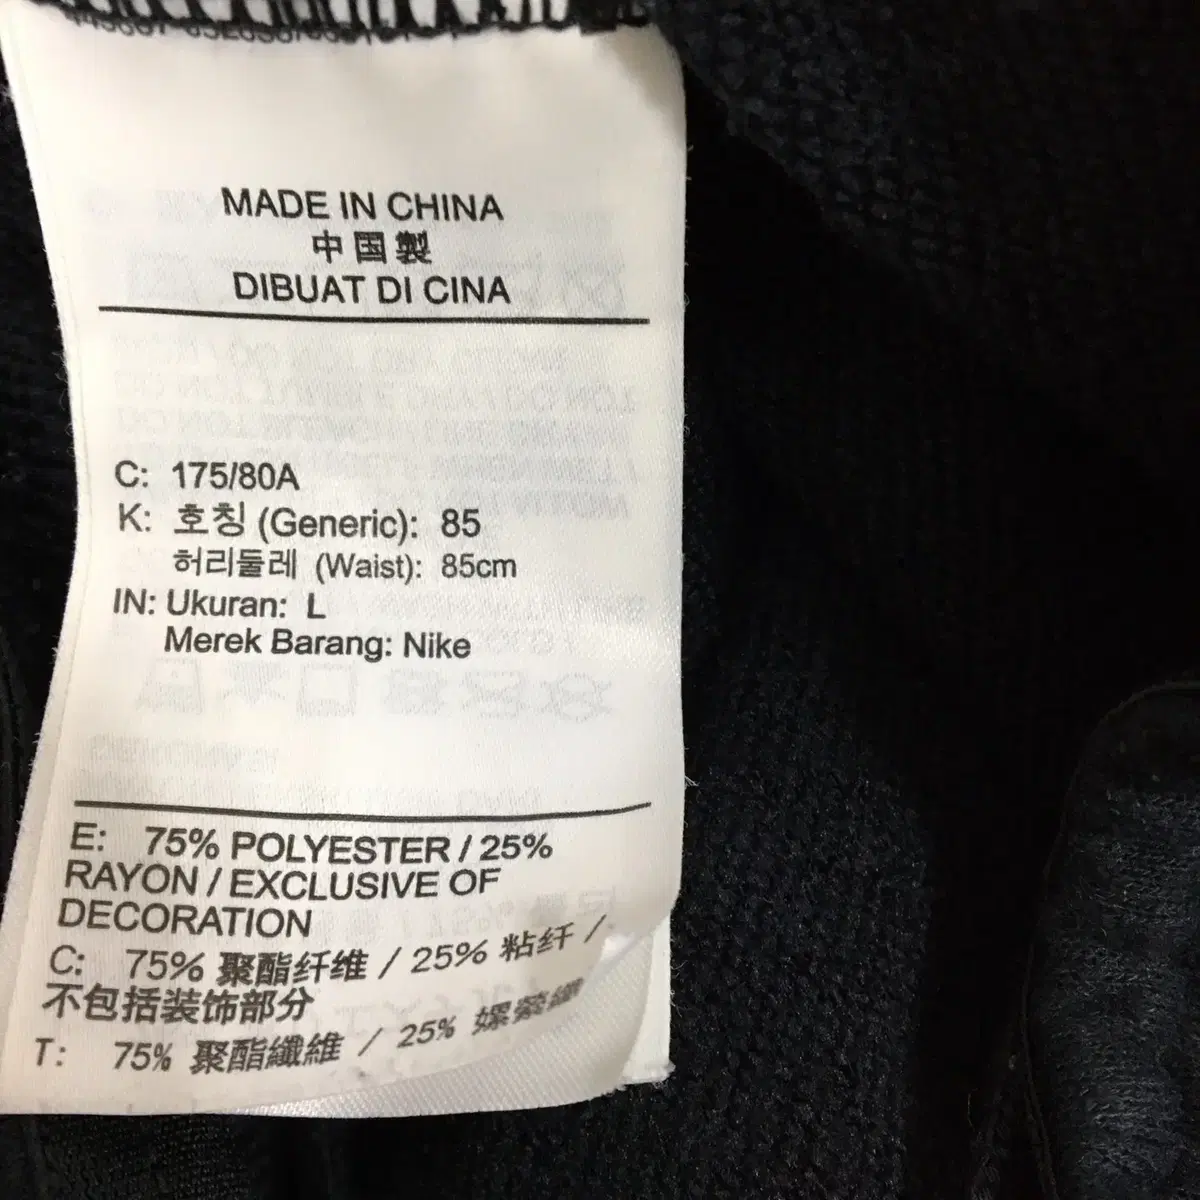 MADE IN CHINA
中国製
DIBUAT DI CINA
C: 175/80A
K: 호칭 (Generic): 85
허리둘레 (Waist): 85cm
IN: Ukuran: L
Merek Barang: Nike
E: 75% POLYESTER / 25%
RAYON / EXCLUSIVE OF
DECORATION
C: 75% 聚酯纤维 / 25% 粘纤 /
不包括装饰部分
T: 75% 聚酯纖維 / 25% 嫘縈纖